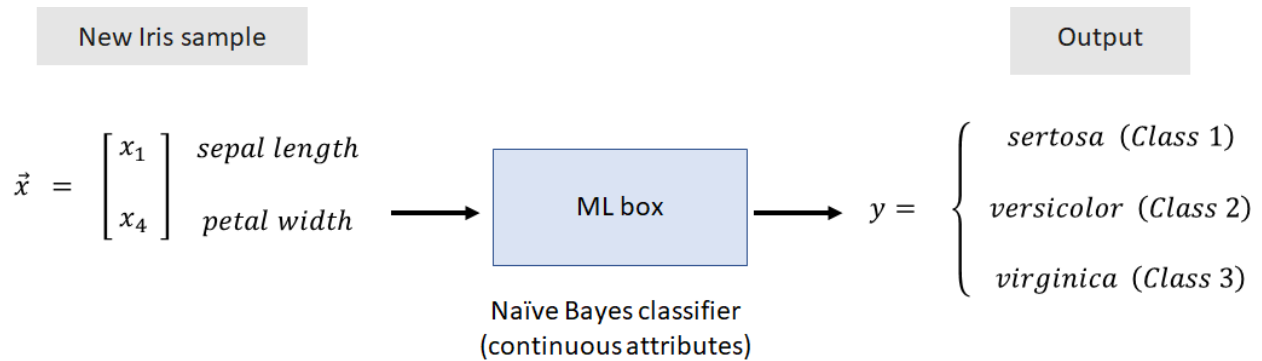 New Iris sample
Output
x⃗ = [x₁ x₄]
sepal length
petal width
ML box
Naïve Bayes classifier
(continuous attributes)
y = {
sertosa (Class 1)
versicolor (Class 2)
virginica (Class 3)